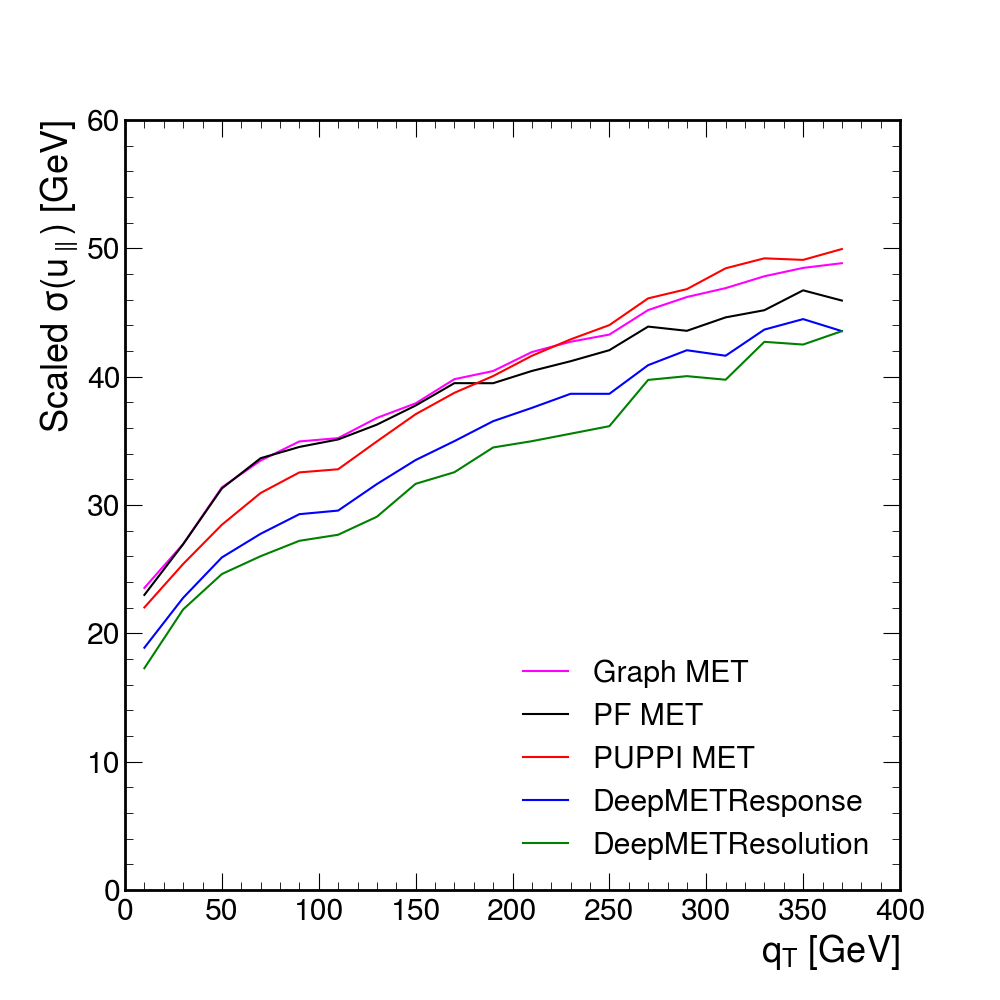 Scaled σ(u∥) [GeV]
60
50
40
30
20
10
0
0 50 100 150 200 250 300 350 400
qT [GeV]
Graph MET
PF MET
PUPPI MET
DeepMETResponse
DeepMETResolution